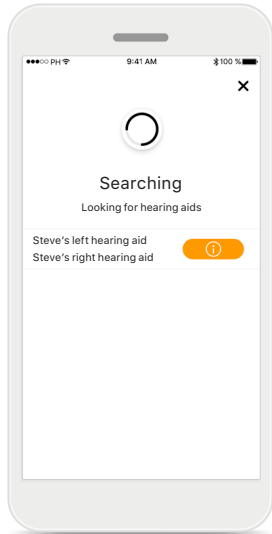 ●●●○○ PH 9:41 AM 100 %
Searching
Looking for hearing aids
Steve's left hearing aid
Steve's right hearing aid